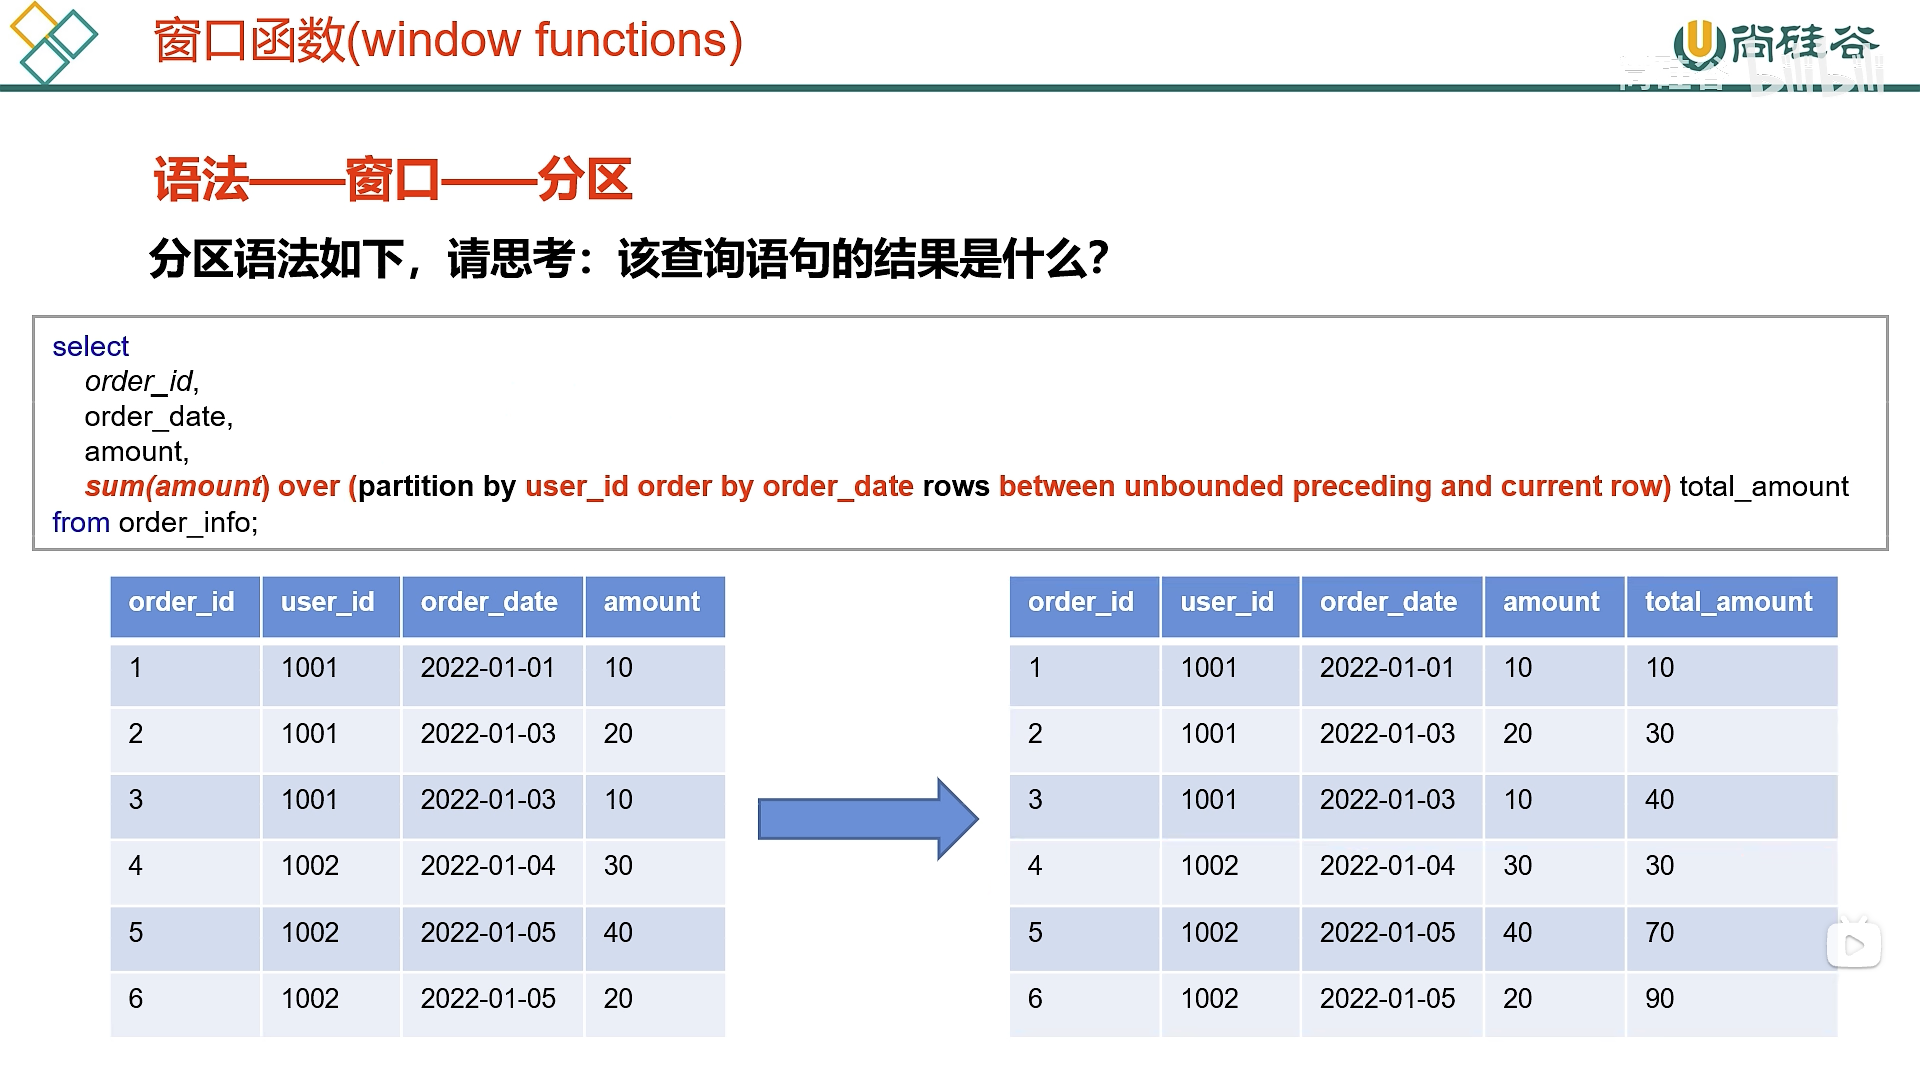 窗口函数(window functions)
尚硅谷
尚硅谷 bilibili
语法——窗口——分区
分区语法如下，请思考：该查询语句的结果是什么？
select
order_id,
order_date,
amount,
sum(amount) over (partition by user_id order by order_date rows between unbounded preceding and current row) total_amount
from order_info;
order_id user_id order_date amount
1 1001 2022-01-01 10
2 1001 2022-01-03 20
3 1001 2022-01-03 10
4 1002 2022-01-04 30
5 1002 2022-01-05 40
6 1002 2022-01-05 20
order_id user_id order_date amount total_amount
1 1001 2022-01-01 10 10
2 1001 2022-01-03 20 30
3 1001 2022-01-03 10 40
4 1002 2022-01-04 30 30
5 1002 2022-01-05 40 70
6 1002 2022-01-05 20 90